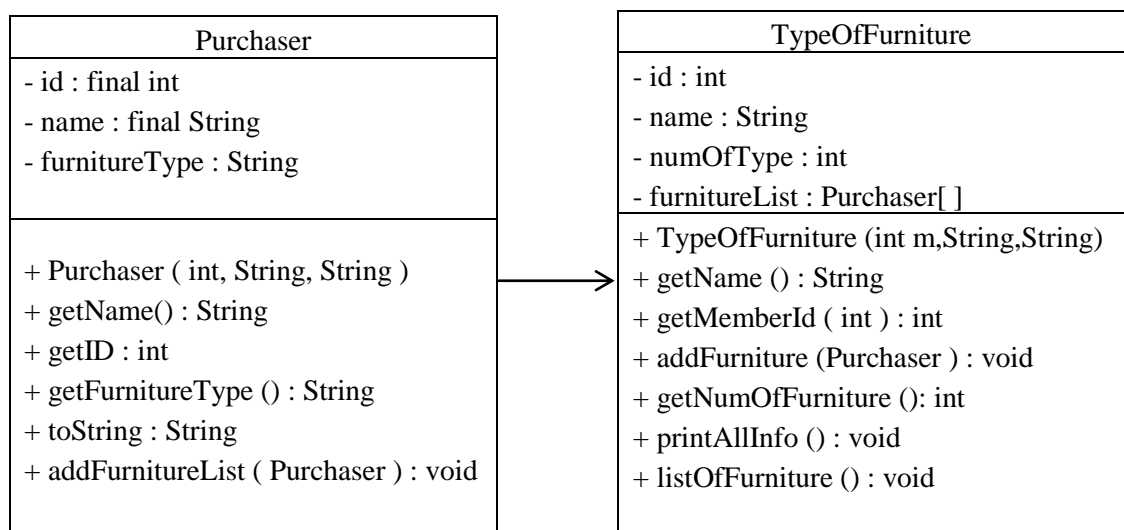 Purchaser
- id : final int
- name : final String
- furnitureType : String
+ Purchaser ( int, String, String )
+ getName() : String
+ getID : int
+ getFurnitureType () : String
+ toString : String
+ addFurnitureList ( Purchaser ) : void
TypeOfFurniture
- id : int
- name : String
- numOfType : int
- furnitureList : Purchaser[ ]
+ TypeOfFurniture (int m,String,String)
+ getName () : String
+ getMemberId ( int ) : int
+ addFurniture (Purchaser ) : void
+ getNumOfFurniture (): int
+ printAllInfo () : void
+ listOfFurniture () : void